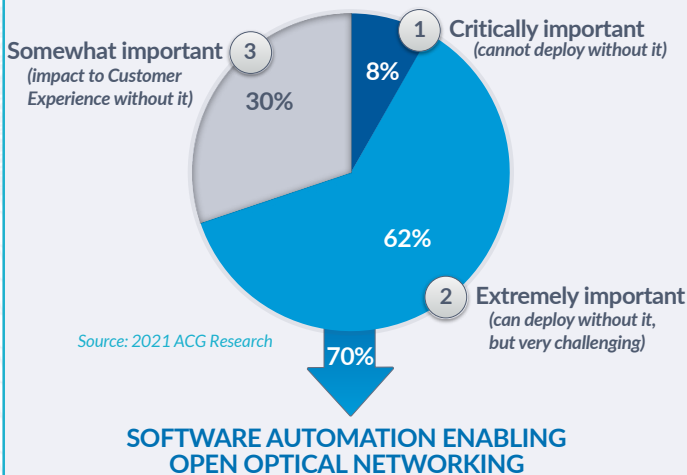 1
Critically important
(cannot deploy without it)
8%
Somewhat important
3
(impact to Customer
Experience without it)
30%
62%
2
Extremely important
(can deploy without it,
but very challenging)
Source: 2021 ACG Research
70%
SOFTWARE AUTOMATION ENABLING
OPEN OPTICAL NETWORKING